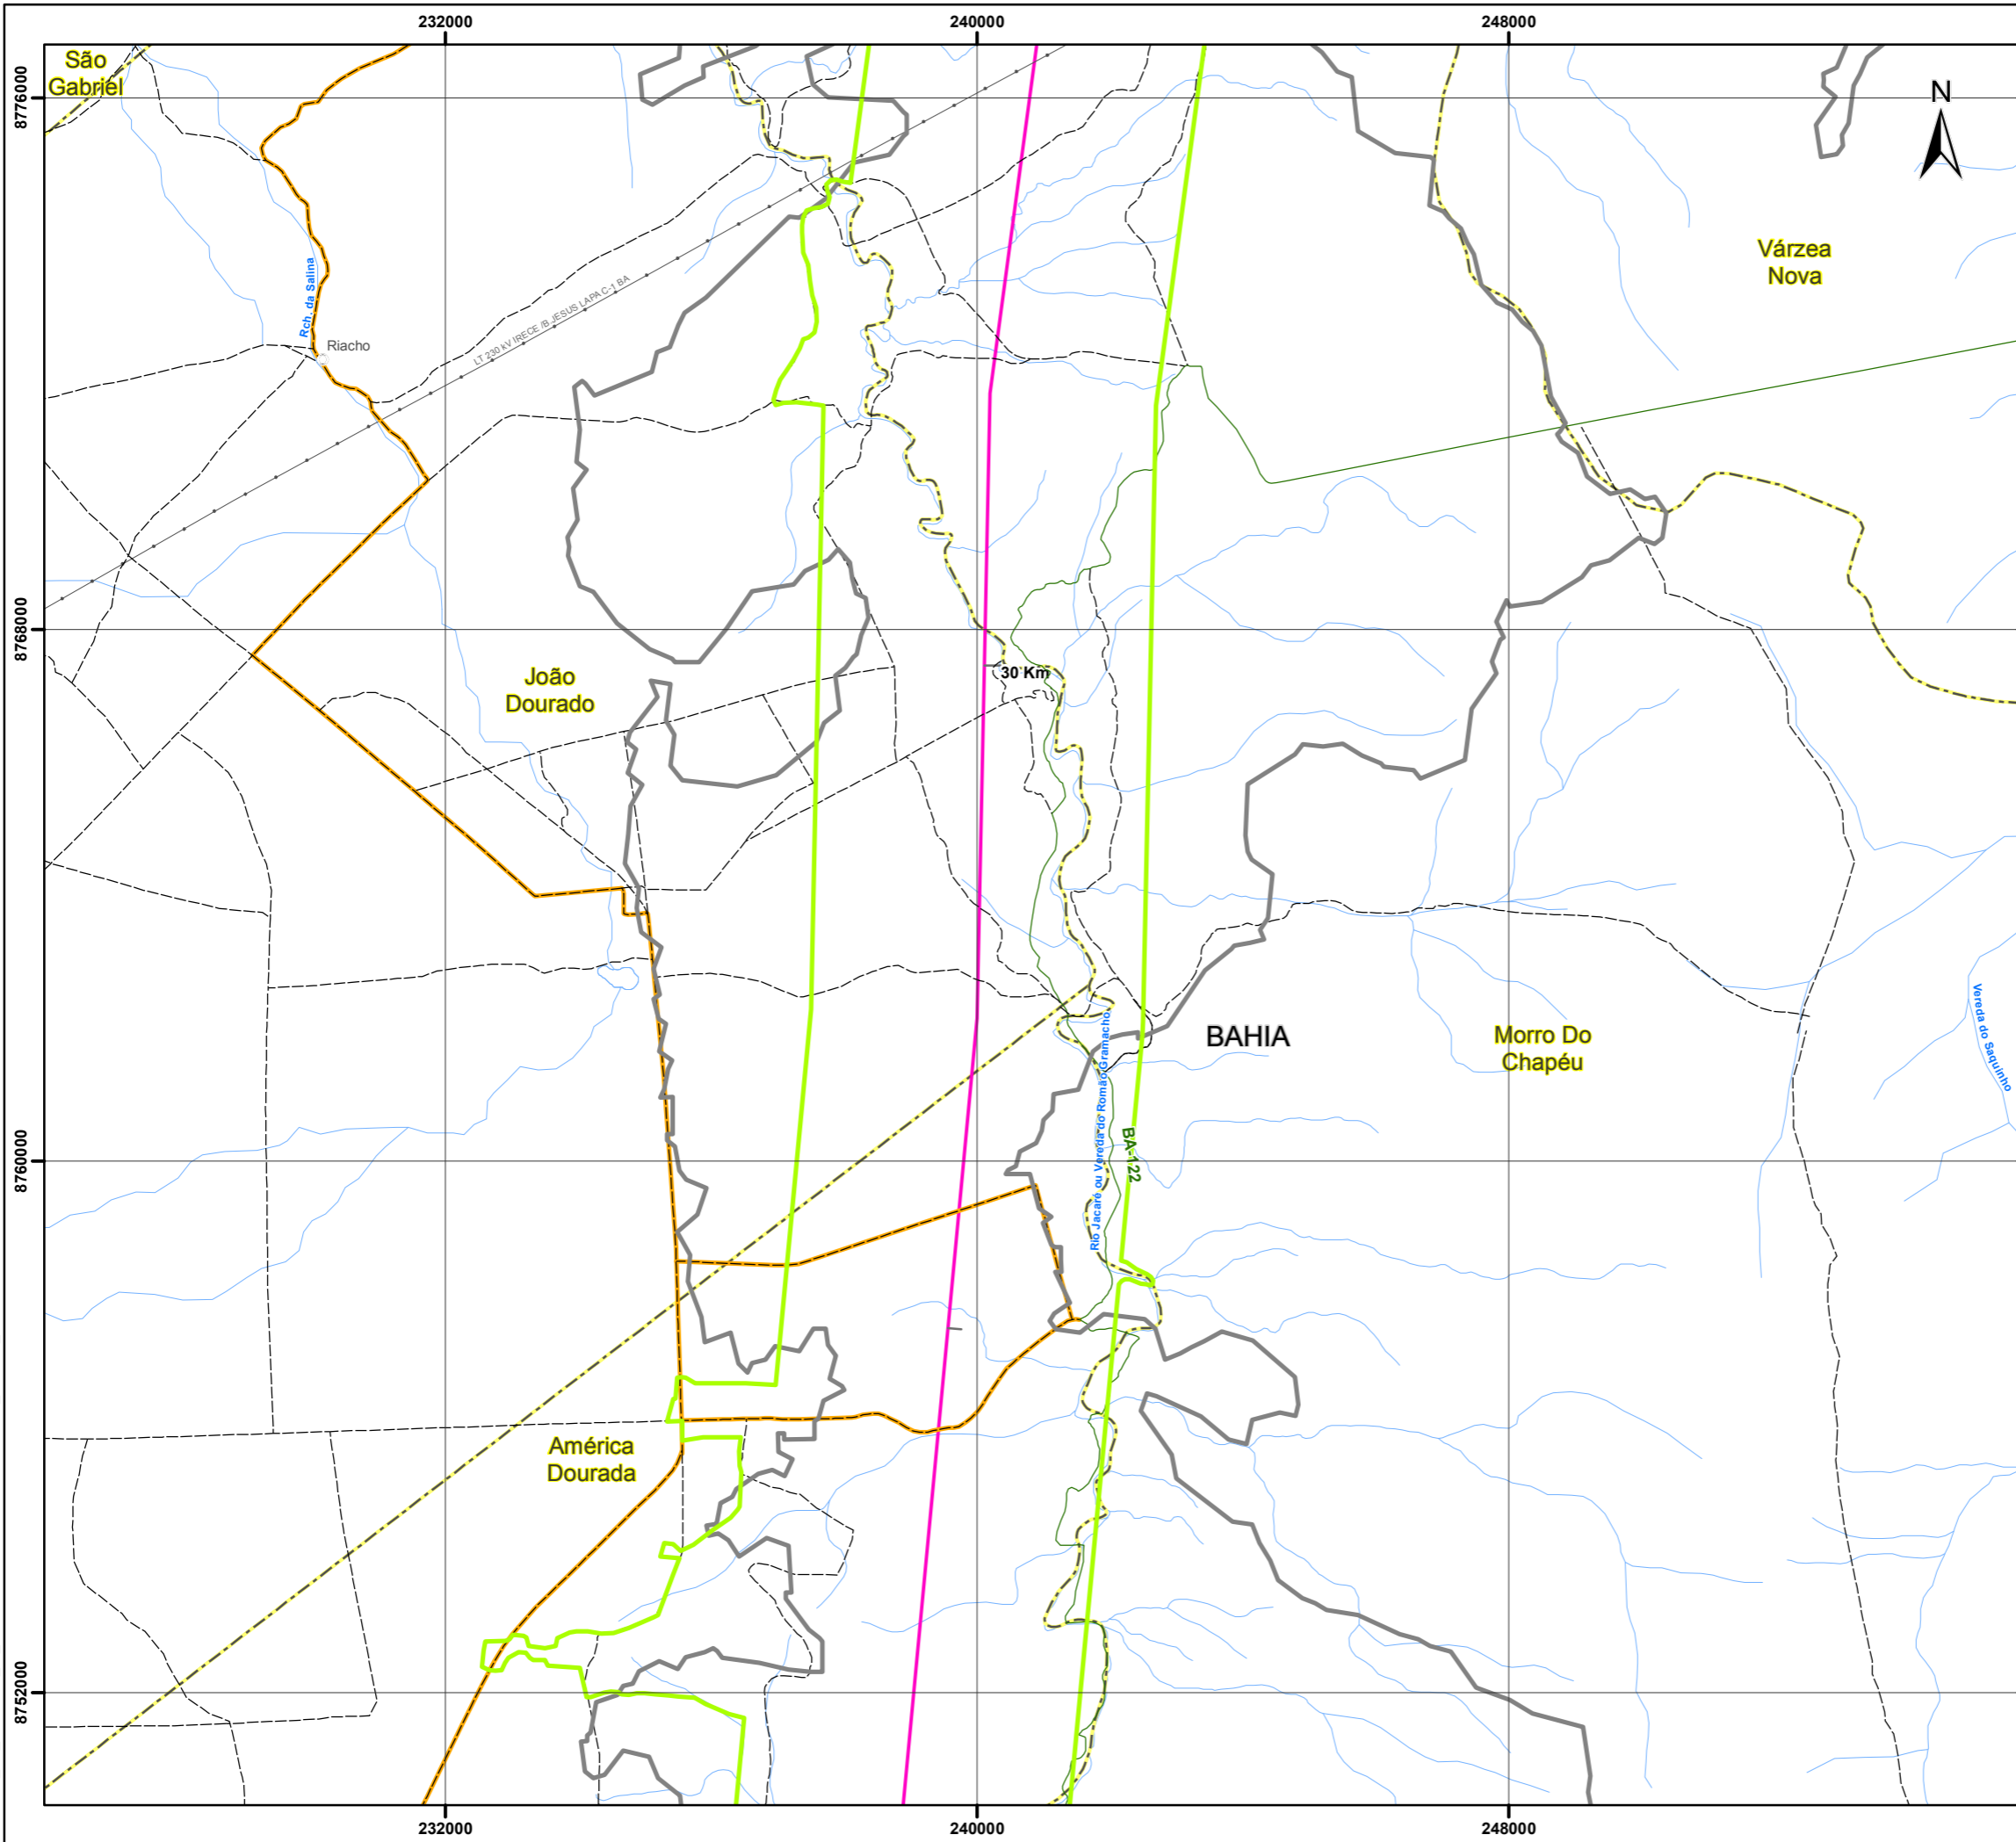 232000
240000
248000
São
Gabriel
8776000
N
Várzea
Nova
Rch. da Salina
LT 230 kV IRECE /B.JESUS LAPA C-1 BA
Riacho
8768000
João
Dourado
30 Km
BAHIA
Morro Do
Chapéu
Vereda do Saquinho
Rio Jacaré ou Vereda do Romão Gramacho
BA-122
8760000
América
Dourada
8752000
232000
240000
248000